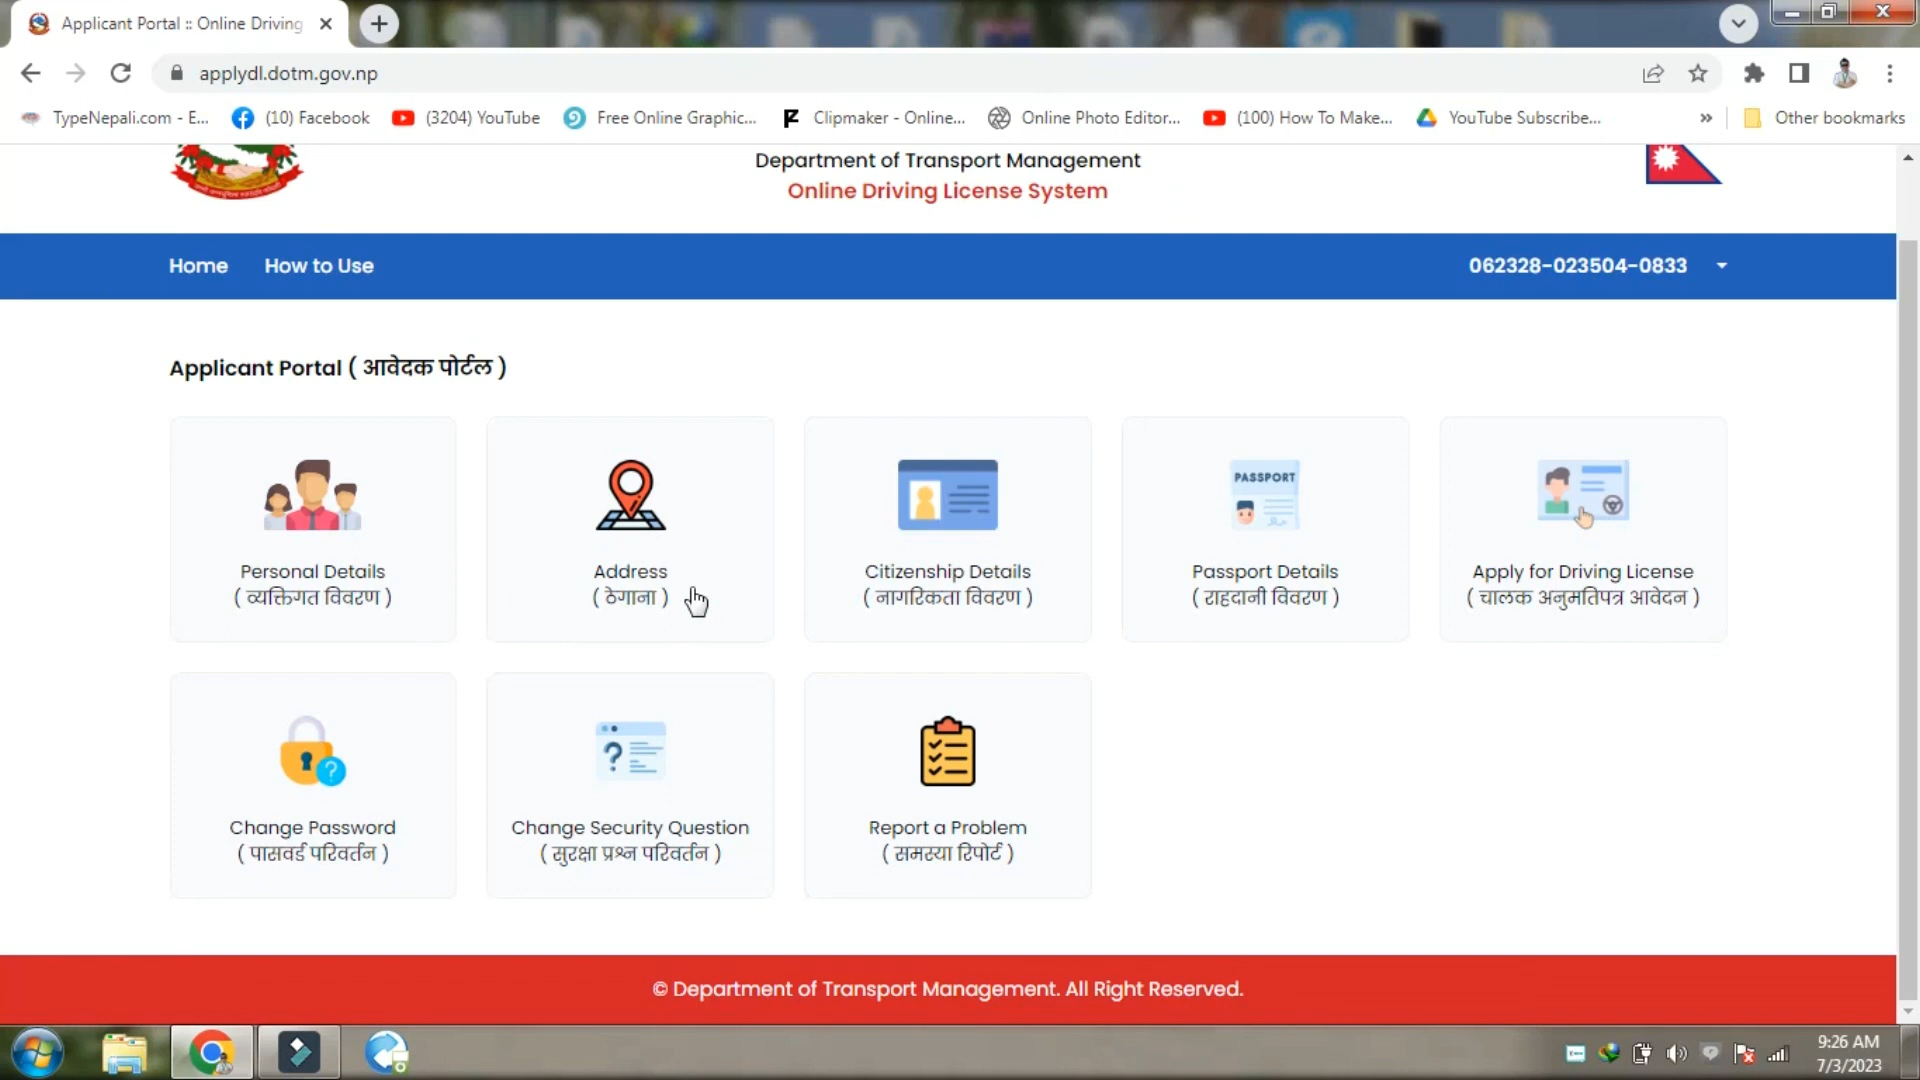 Applicant Portal :: Online Driving
applydl.dotm.gov.np
TypeNepali.com - E...
(10) Facebook
(3204) YouTube
Free Online Graphic...
Clipmaker - Online...
Online Photo Editor...
(100) How To Make...
YouTube Subscribe...
»
Other bookmarks
Department of Transport Management
Online Driving License System
Home
How to Use
062328-023504-0833
Applicant Portal ( आवेदक पोर्टल )
PASSPORT
Personal Details
( व्यक्तिगत विवरण )
Address
( ठेगाना )
Citizenship Details
( नागरिकता विवरण )
Passport Details
( राहदानी विवरण )
Apply for Driving License
( चालक अनुमतिपत्र आवेदन )
Change Password
( पासवर्ड परिवर्तन )
Change Security Question
( सुरक्षा प्रश्न परिवर्तन )
Report a Problem
( समस्या रिपोर्ट )
© Department of Transport Management. All Right Reserved.
9:26 AM
7/3/2023